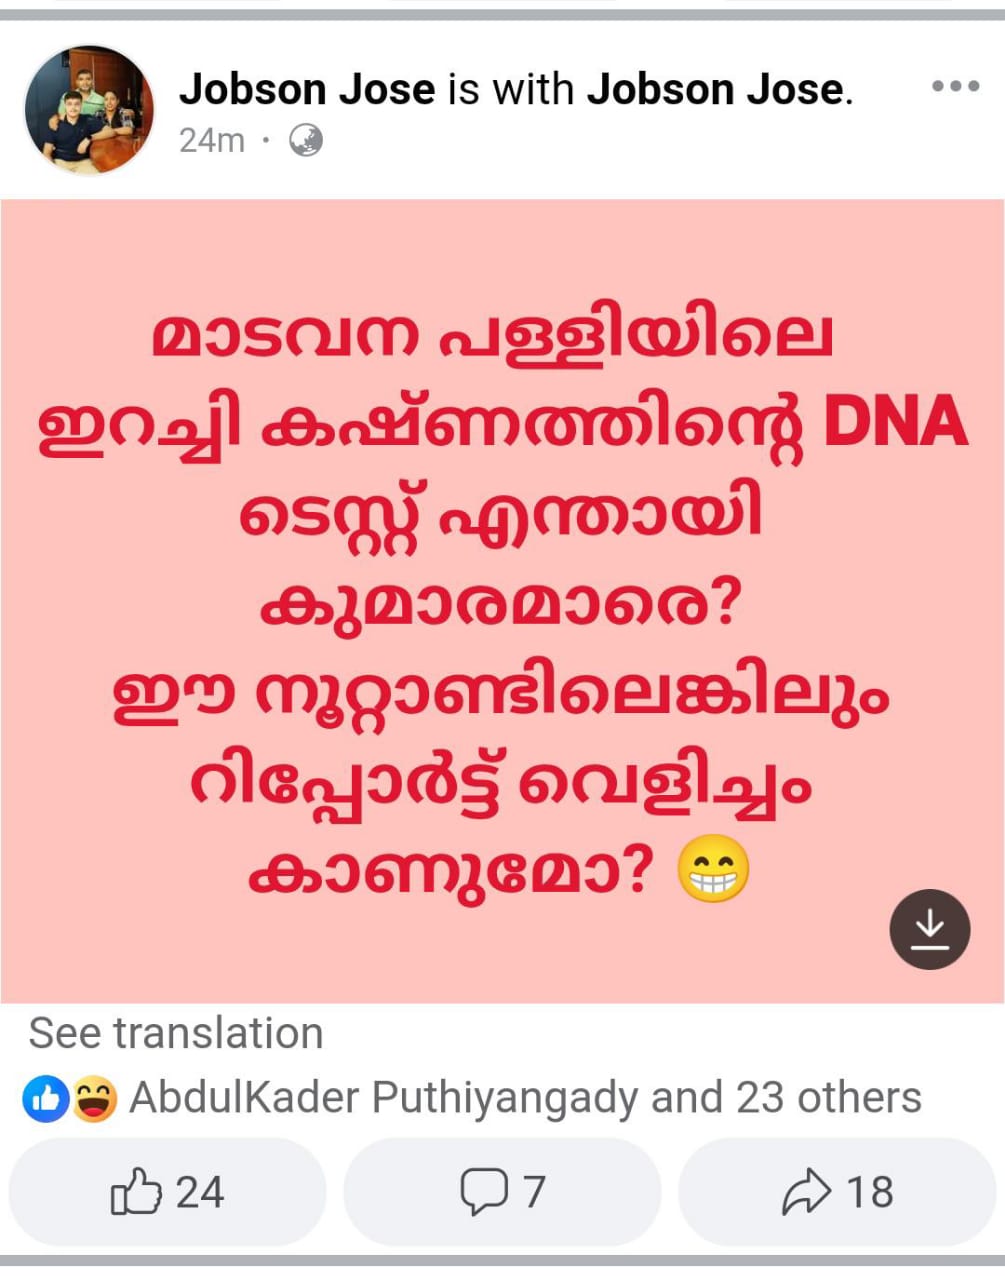 Jobson Jose is with Jobson Jose.
24m ·
മാടവന പള്ളിയിലെ
ഇറച്ചി കഷ്ണത്തിന്റെ DNA
ടെസ്റ്റ് എന്തായി
കുമാരമാരെ?
ഈ നൂറ്റാണ്ടിലെങ്കിലും
റിപ്പോർട്ട് വെളിച്ചം
കാണുമോ? 😁
See translation
AbdulKader Puthiyangady and 23 others
24 7 18